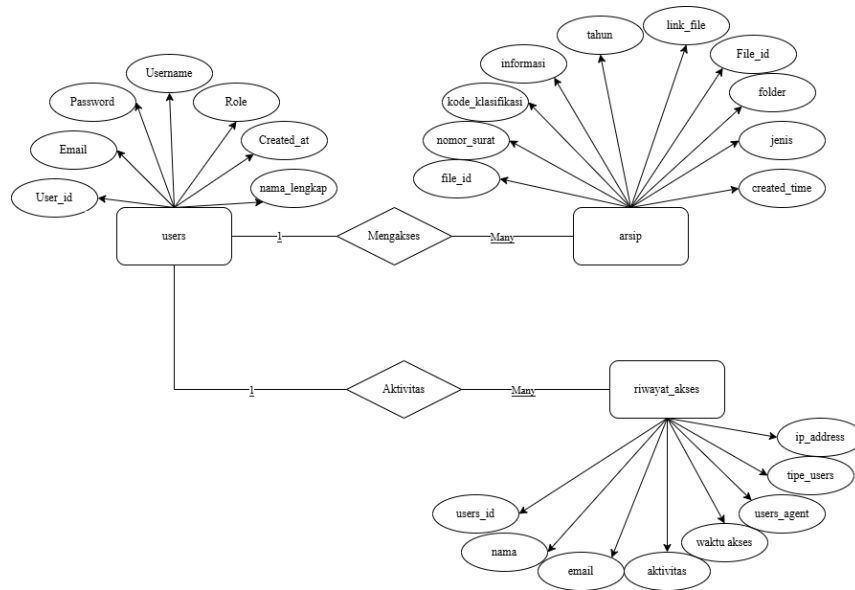 link_file
tahun
File_id
informasi
Username
folder
Password
Role
kode_klasifikasi
Created_at
nomor_surat
jenis
Email
file_id
nama_lengkap
created_time
User_id
users
1
Mengakses
Many
arsip
1
Aktivitas
Many
riwayat_akses
ip_address
tipe_users
users_id
users_agent
waktu akses
nama
email
aktivitas